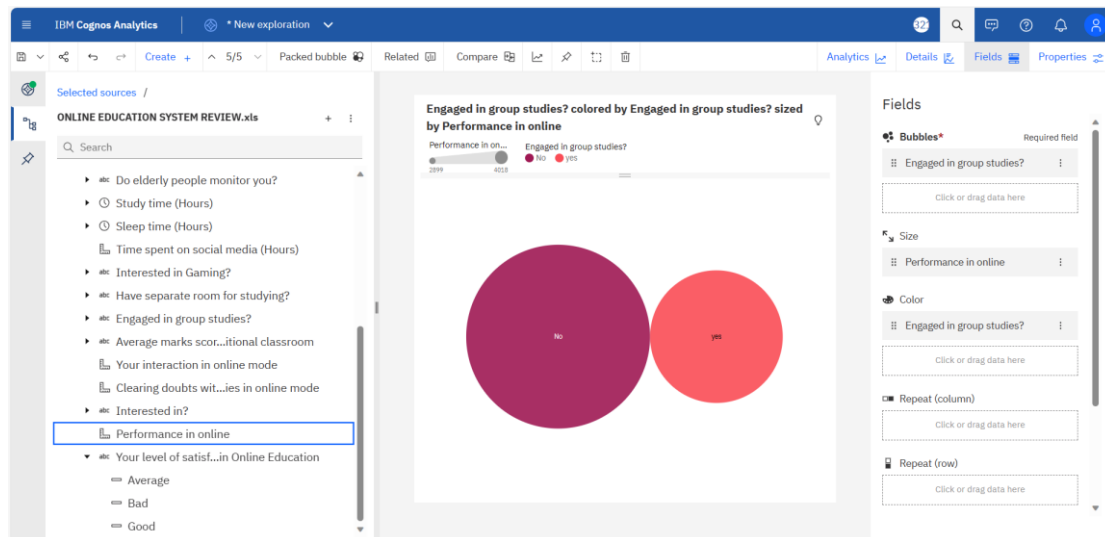 IBM Cognos Analytics
* New exploration
Create +
5/5
Packed bubble
Related
Compare
Analytics
Details
Fields
Properties
Selected sources /
ONLINE EDUCATION SYSTEM REVIEW.xls
Search
abc Do elderly people monitor you?
Study time (Hours)
Sleep time (Hours)
Time spent on social media (Hours)
abc Interested in Gaming?
abc Have separate room for studying?
abc Engaged in group studies?
abc Average marks scor...itional classroom
Your interaction in online mode
Clearing doubts wit...ies in online mode
abc Interested in?
Performance in online
abc Your level of satisf...in Online Education
Average
Bad
Good
Engaged in group studies? colored by Engaged in group studies? sized
by Performance in online
Performance in on...
2899
4018
Engaged in group studies?
No
yes
No
yes
Fields
Bubbles*
Required field
Engaged in group studies?
Click or drag data here
Size
Performance in online
Color
Engaged in group studies?
Click or drag data here
Repeat (column)
Click or drag data here
Repeat (row)
Click or drag data here